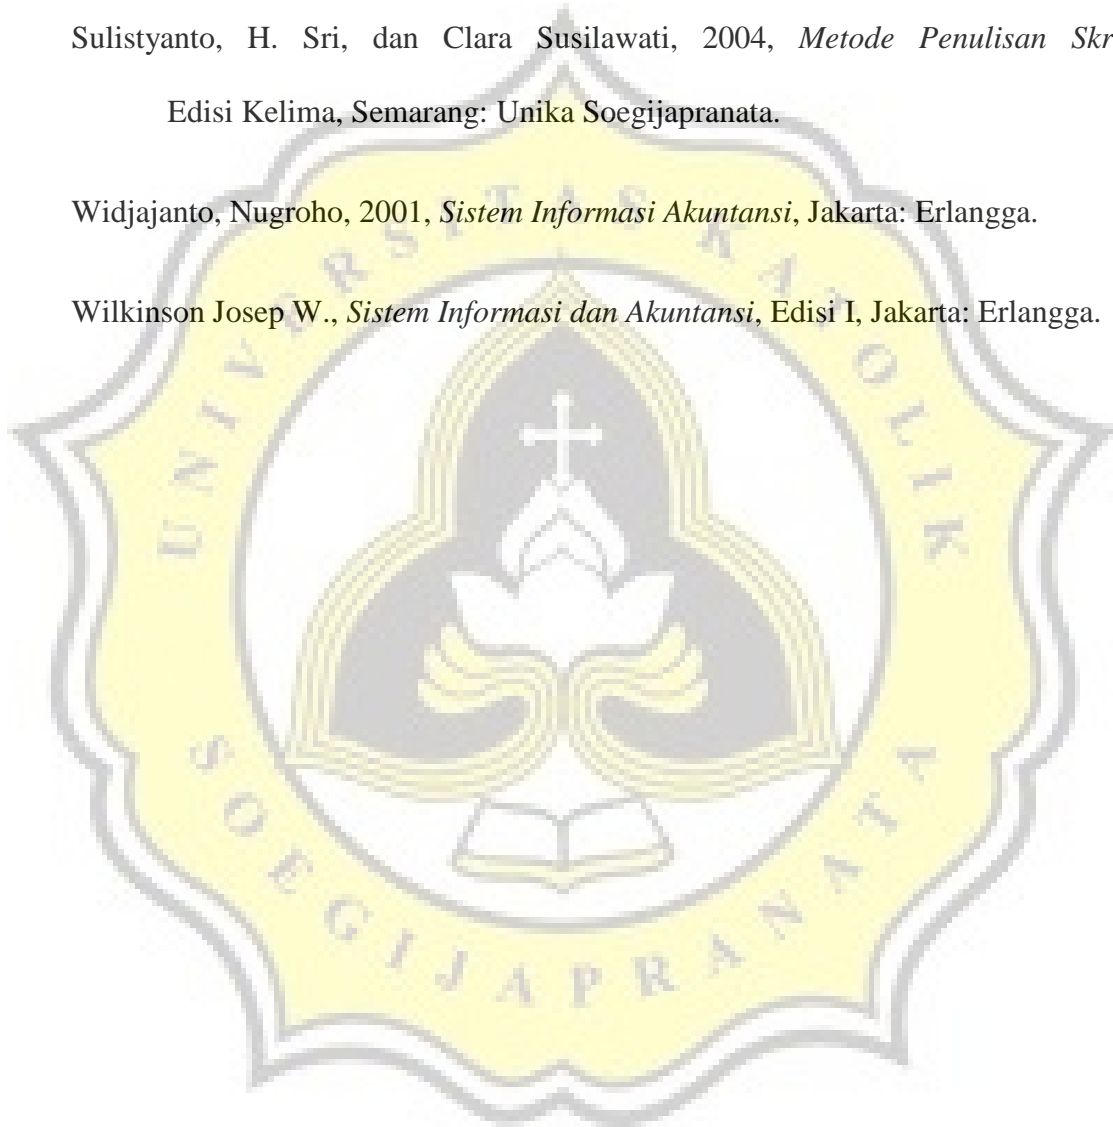 Sulistyanto, H. Sri, dan Clara Susilawati, 2004, Metode Penulisan Skr
Edisi Kelima, Semarang: Unika Soegijapranata.
Widjajanto, Nugroho, 2001, Sistem Informasi Akuntansi, Jakarta: Erlangga.
Wilkinson Josep W., Sistem Informasi dan Akuntansi, Edisi I, Jakarta: Erlangga.
UNIVERSITAS KATOLIK
SOEGIJAPRANATA